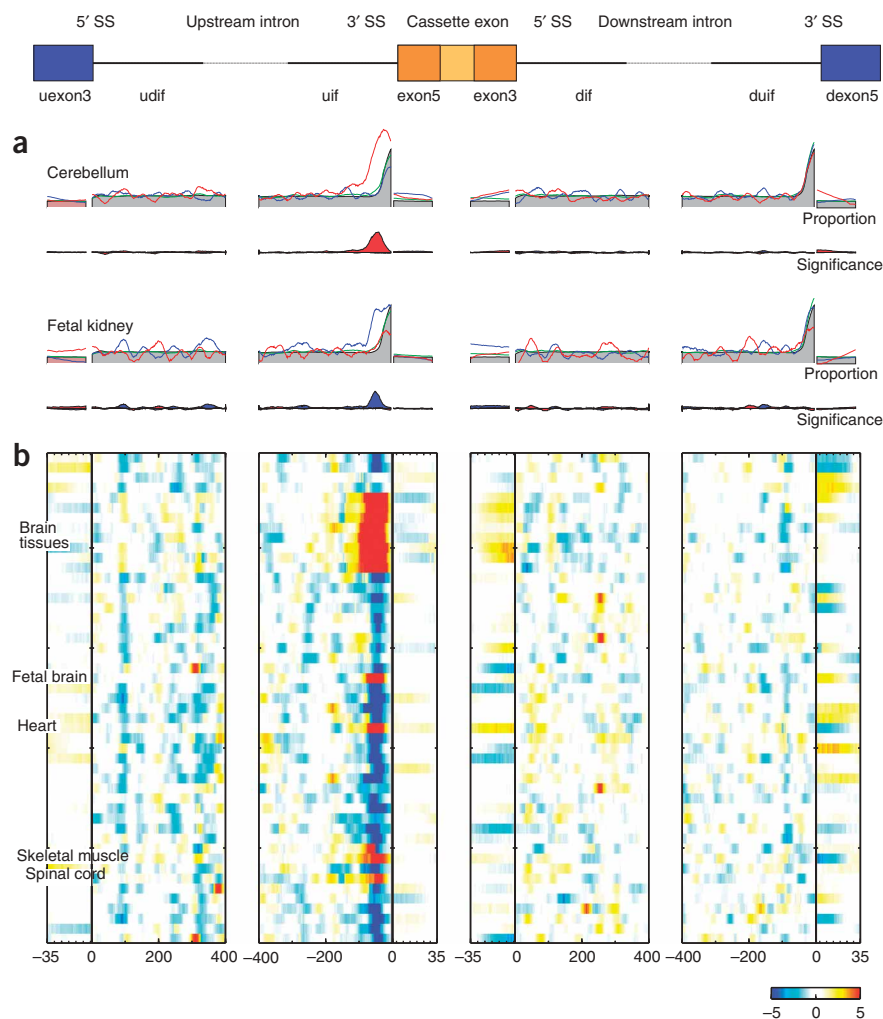 5′ SS Upstream intron 3′ SS Cassette exon 5′ SS Downstream intron 3′ SS
uexon3 udif uif exon5 exon3 dif duif dexon5
a
Cerebellum
Proportion
Significance
Fetal kidney
Proportion
Significance
b
Brain
tissues
Fetal brain
Heart
Skeletal muscle
Spinal cord
–35 0 200 400 –400 –200 0 35 –35 0 200 400 –400 –200 0 35
–5 0 5